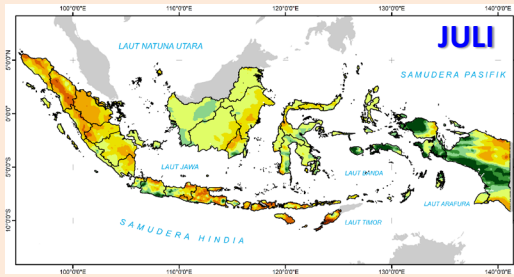 JULI
LAUT NATUNA UTARA
SAMUDERA PASIFIK
LAUT JAWA
LAUT BANDA
LAUT ARAFURA
LAUT TIMOR
SAMUDERA HINDIA
5°0'0"N
0°0'0"
5°0'0"S
10°0'0"S
100°0'0"E
110°0'0"E
120°0'0"E
130°0'0"E
140°0'0"E